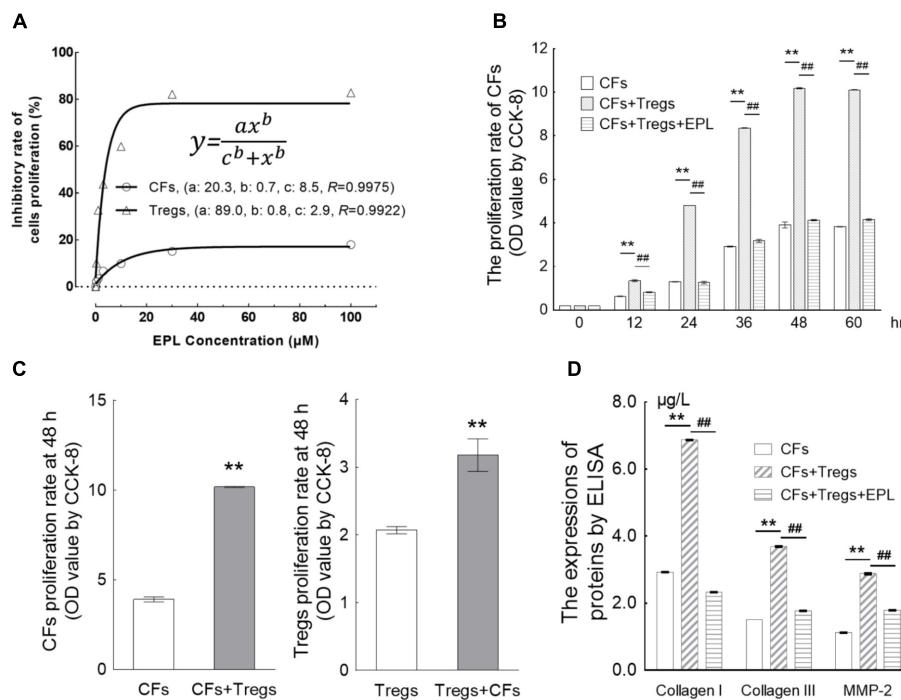 A
Inhibitory rate of
cells proliferation (%)
100
80
60
40
20
0
y=ax^b/(c^b+x^b)
CFs, (a: 20.3, b: 0.7, c: 8.5, R=0.9975)
Tregs, (a: 89.0, b: 0.8, c: 2.9, R=0.9922)
0 20 40 60 80 100
EPL Concentration (µM)
B
The proliferation rate of CFs
(OD value by CCK-8)
12
10
8
6
4
2
0
CFs
CFs+Tregs
CFs+Tregs+EPL
** ##
** ##
** ##
** ##
** ##
0 12 24 36 48 60 hr
C
CFs proliferation rate at 48 h
(OD value by CCK-8)
15
10
5
0
**
CFs CFs+Tregs
Tregs proliferation rate at 48 h
(OD value by CCK-8)
4
3
2
1
0
**
Tregs Tregs+CFs
D
The expressions of
proteins by ELISA
µg/L
8.0
6.0
4.0
2.0
0.0
** ##
** ##
** ##
CFs
CFs+Tregs
CFs+Tregs+EPL
Collagen I Collagen III MMP-2